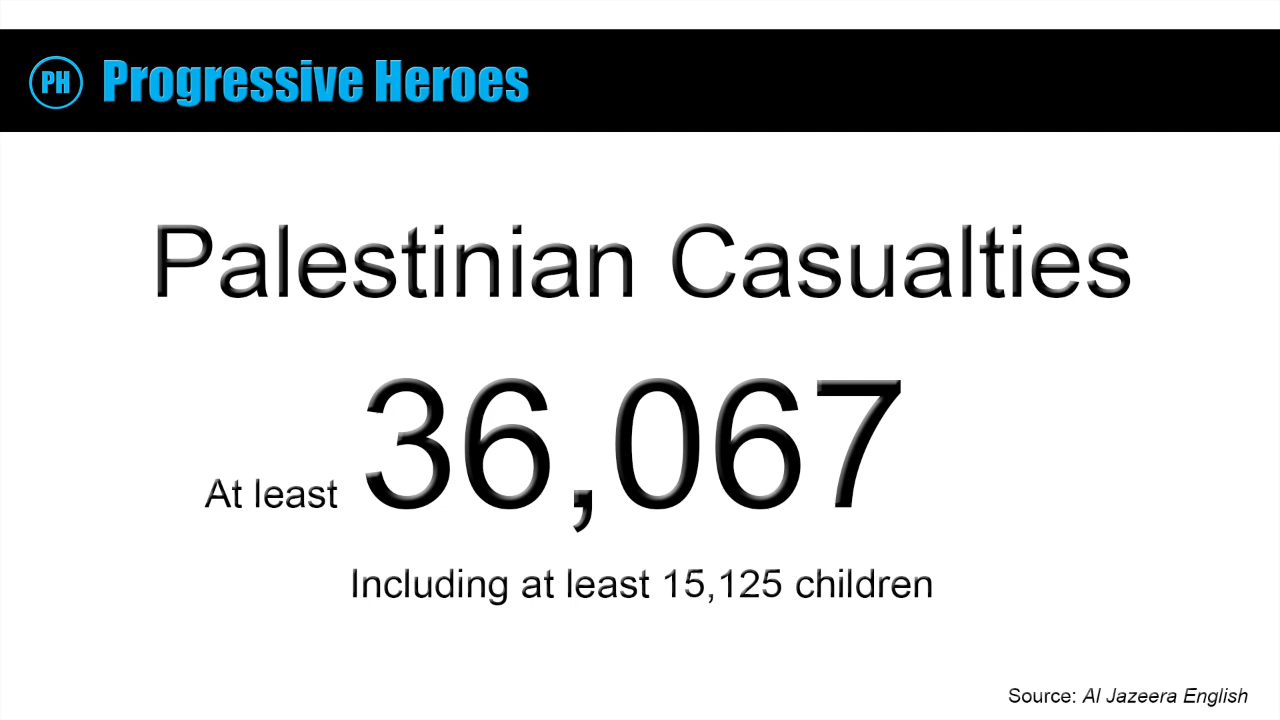 PH Progressive Heroes
Palestinian Casualties
At least 36,067
Including at least 15,125 children
Source: Al Jazeera English